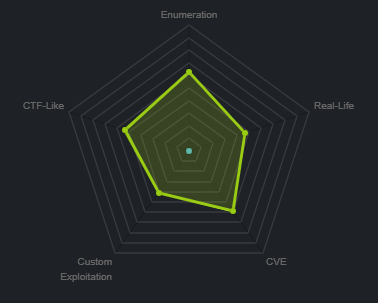 Enumeration
CTF-Like
Real-Life
Custom
Exploitation
CVE